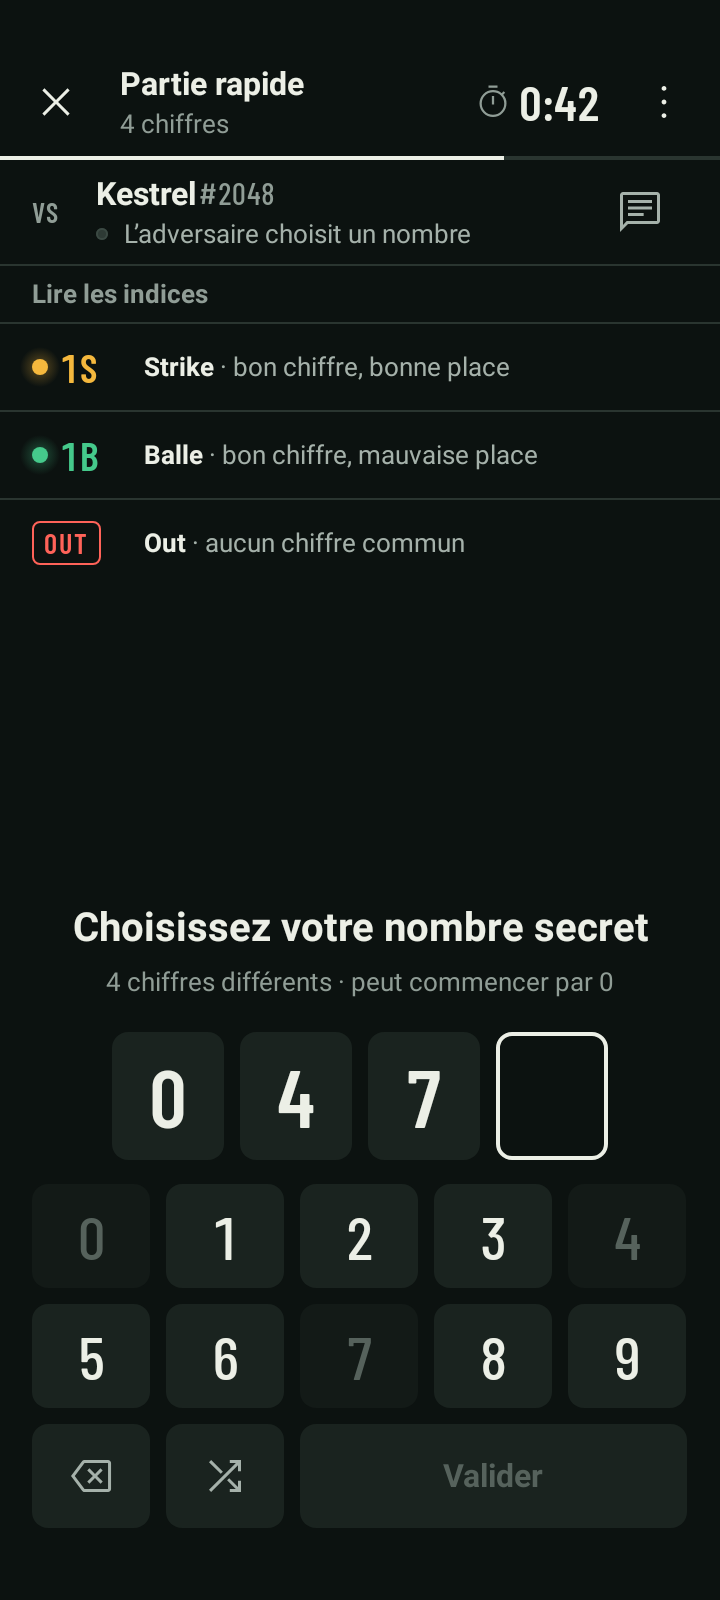 Partie rapide
4 chiffres
0:42
VS
Kestrel #2048
L'adversaire choisit un nombre
Lire les indices
1S Strike · bon chiffre, bonne place
1B Balle · bon chiffre, mauvaise place
OUT Out · aucun chiffre commun
Choisissez votre nombre secret
4 chiffres différents · peut commencer par 0
0 4 7
0 1 2 3 4
5 6 7 8 9
Valider